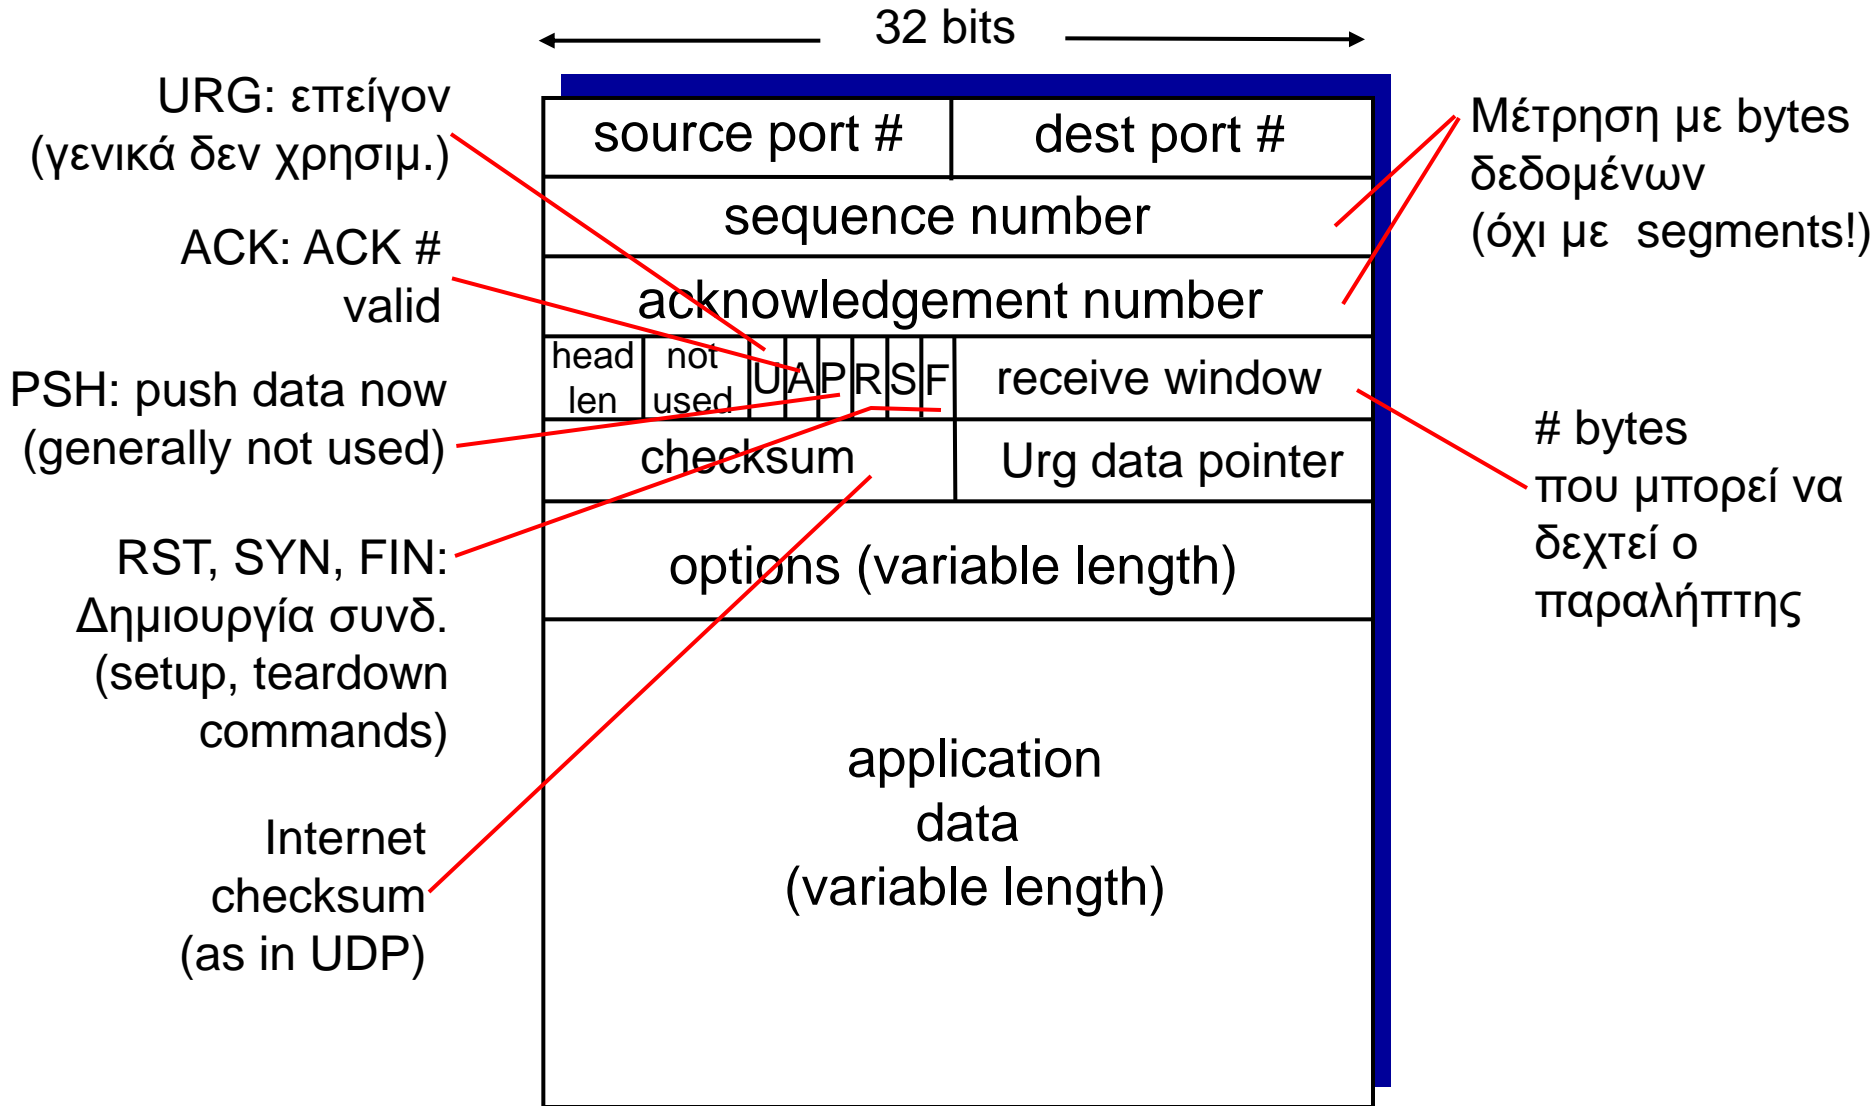 32 bits
URG: επείγον
(γενικά δεν χρησιμ.)
ACK: ACK #
valid
PSH: push data now
(generally not used)
RST, SYN, FIN:
Δημιουργία συνδ.
(setup, teardown
commands)
Internet
checksum
(as in UDP)
source port #
dest port #
sequence number
acknowledgement number
head
len
not
used
U
A
P
R
S
F
receive window
checksum
Urg data pointer
options (variable length)
application
data
(variable length)
Μέτρηση με bytes
δεδομένων
(όχι με segments!)
# bytes
που μπορεί να
δεχτεί ο
παραλήπτης